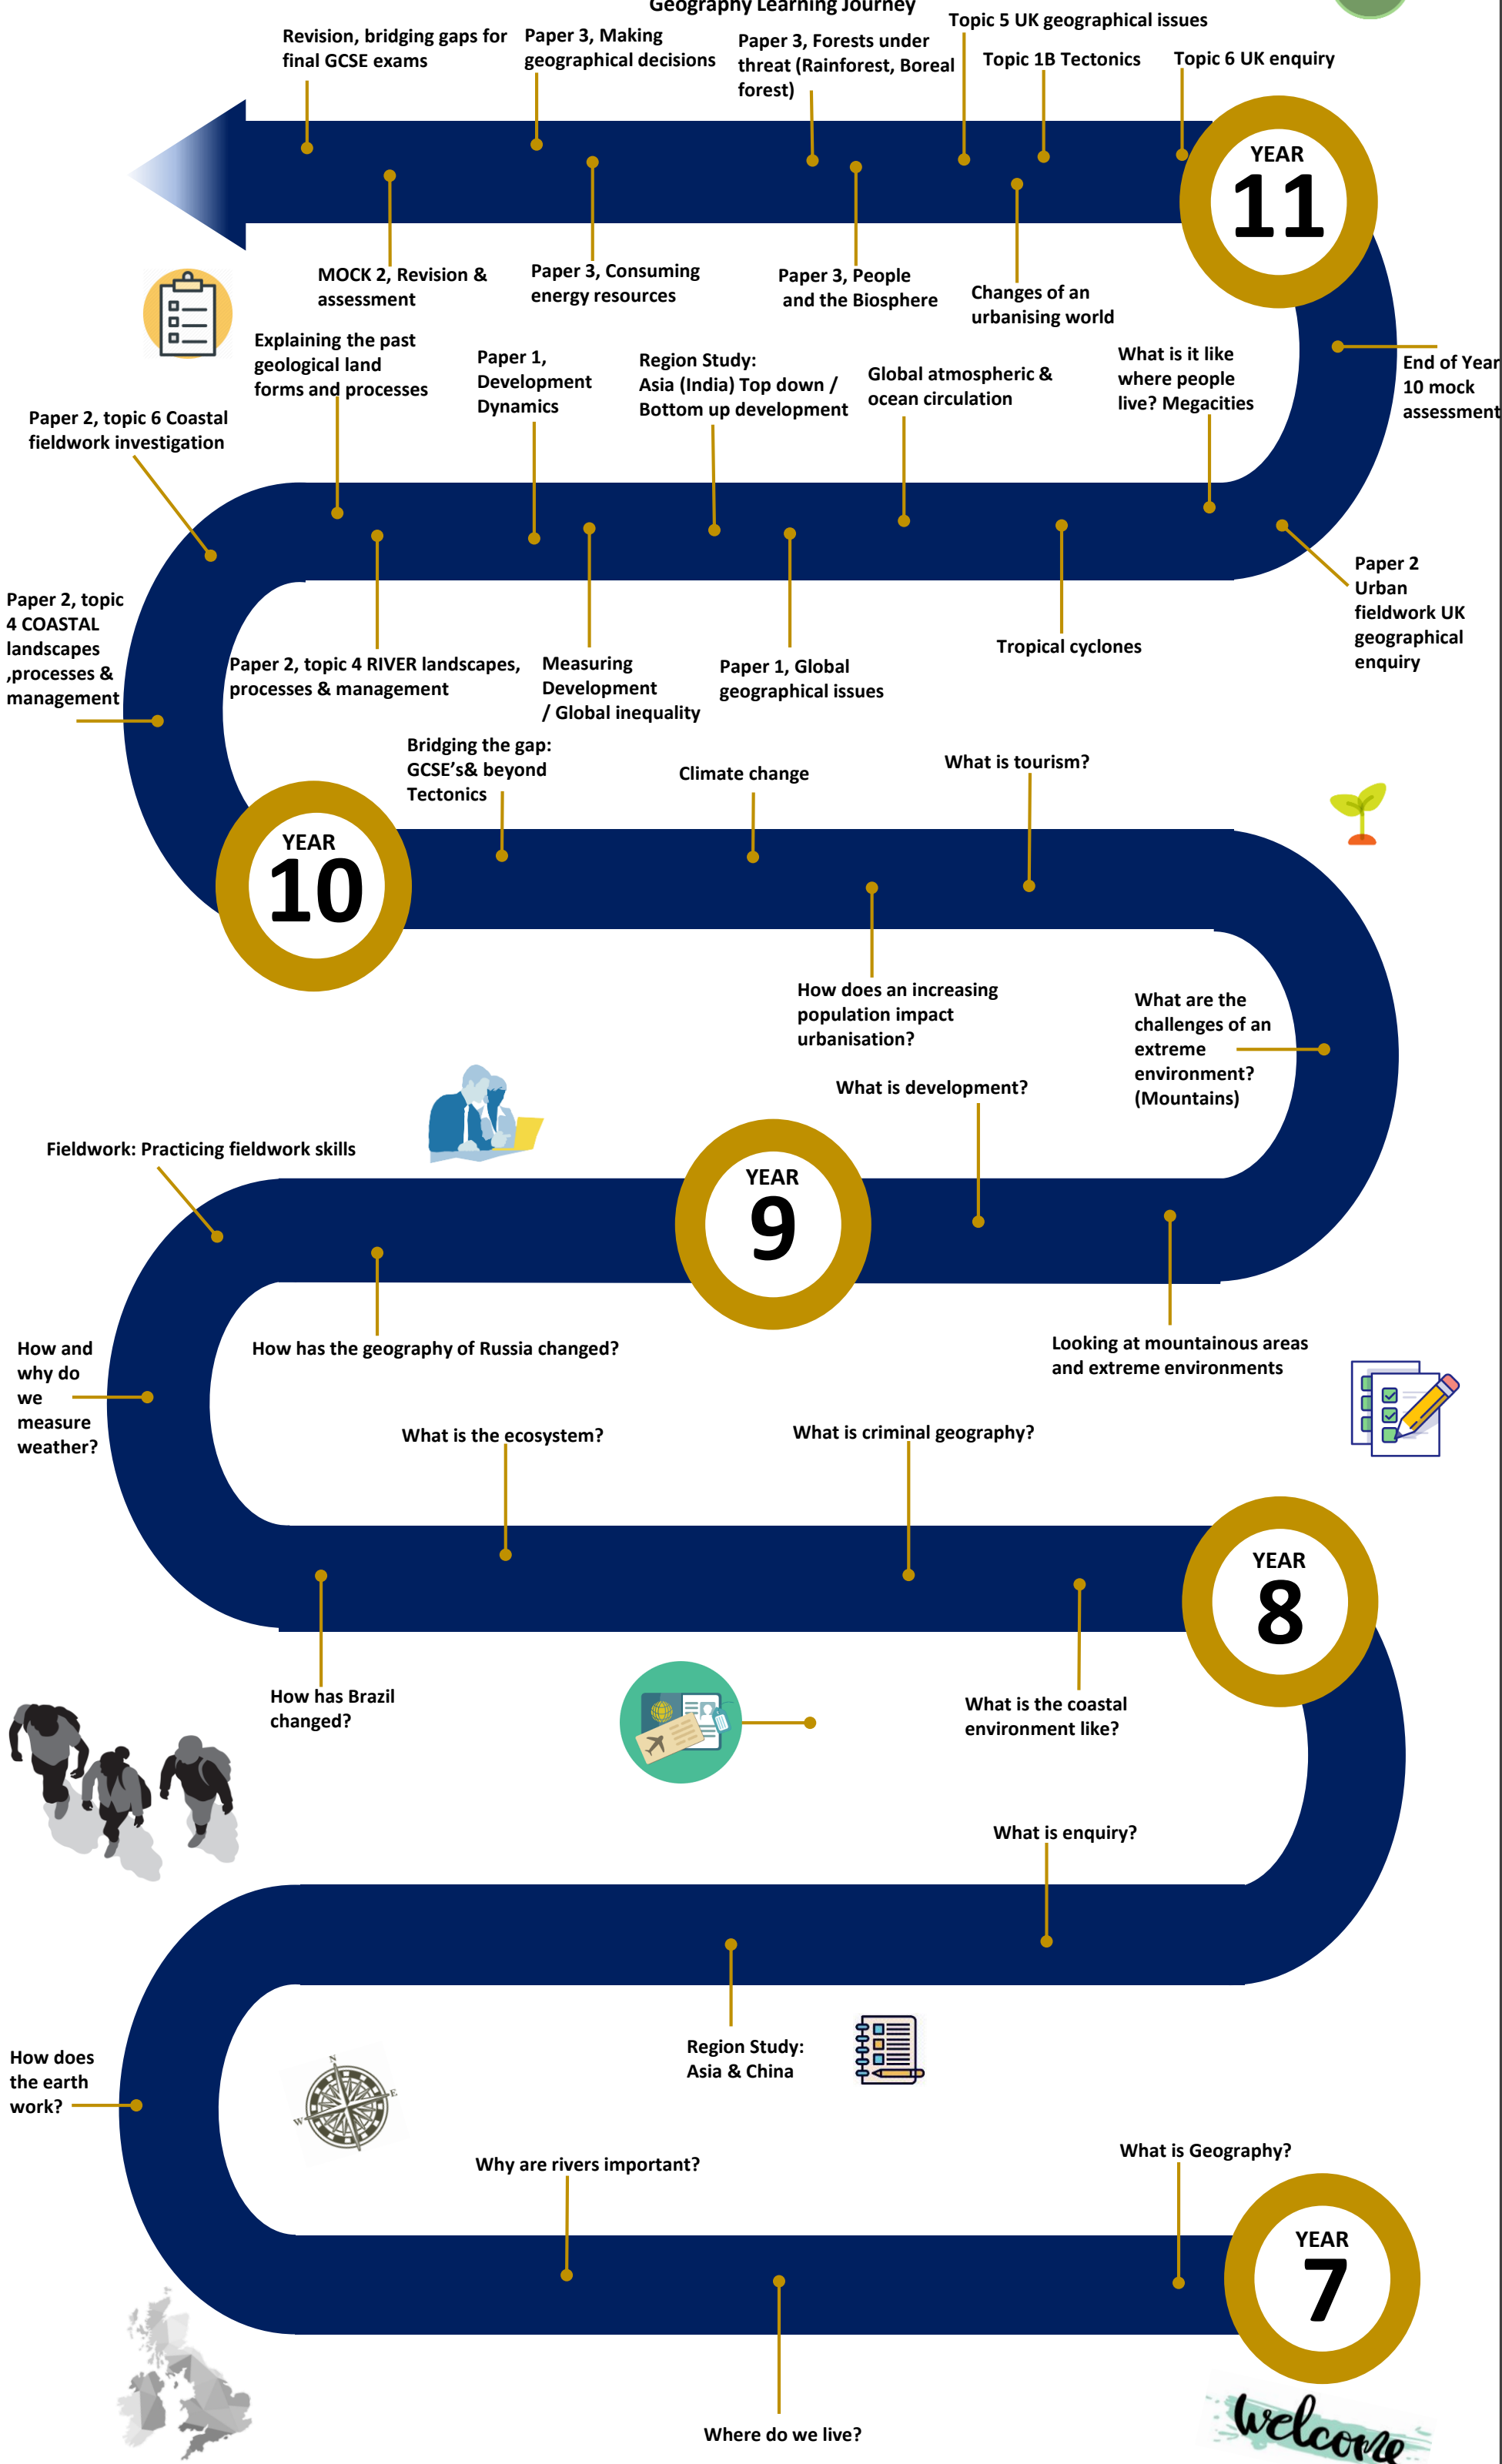 Geography Learning Journey
Revision, bridging gaps for
final GCSE exams
Paper 3, Making
geographical decisions
Paper 3, Forests under
threat (Rainforest, Boreal
forest)
Topic 5 UK geographical issues
Topic 1B Tectonics
Topic 6 UK enquiry
YEAR
11
MOCK 2, Revision &
assessment
Paper 3, Consuming
energy resources
Paper 3, People
and the Biosphere
Changes of an
urbanising world
End of Year
10 mock
assessment
Explaining the past
geological land
forms and processes
Paper 1,
Development
Dynamics
Region Study:
Asia (India) Top down /
Bottom up development
Global atmospheric &
ocean circulation
What is it like
where people
live? Megacities
Paper 2, topic 6 Coastal
fieldwork investigation
Paper 2
Urban
fieldwork UK
geographical
enquiry
Paper 2, topic
4 COASTAL
landscapes
,processes &
management
Paper 2, topic 4 RIVER landscapes,
processes & management
Measuring
Development
/ Global inequality
Paper 1, Global
geographical issues
Tropical cyclones
Bridging the gap:
GCSE's& beyond
Tectonics
Climate change
What is tourism?
YEAR
10
How does an increasing
population impact
urbanisation?
What are the
challenges of an
extreme
environment?
(Mountains)
What is development?
Fieldwork: Practicing fieldwork skills
YEAR
9
How has the geography of Russia changed?
Looking at mountainous areas
and extreme environments
How and
why do
we
measure
weather?
What is the ecosystem?
What is criminal geography?
YEAR
8
How has Brazil
changed?
What is the coastal
environment like?
What is enquiry?
Region Study:
Asia & China
How does
the earth
work?
N
E
W
Why are rivers important?
What is Geography?
YEAR
7
Where do we live?
welcome